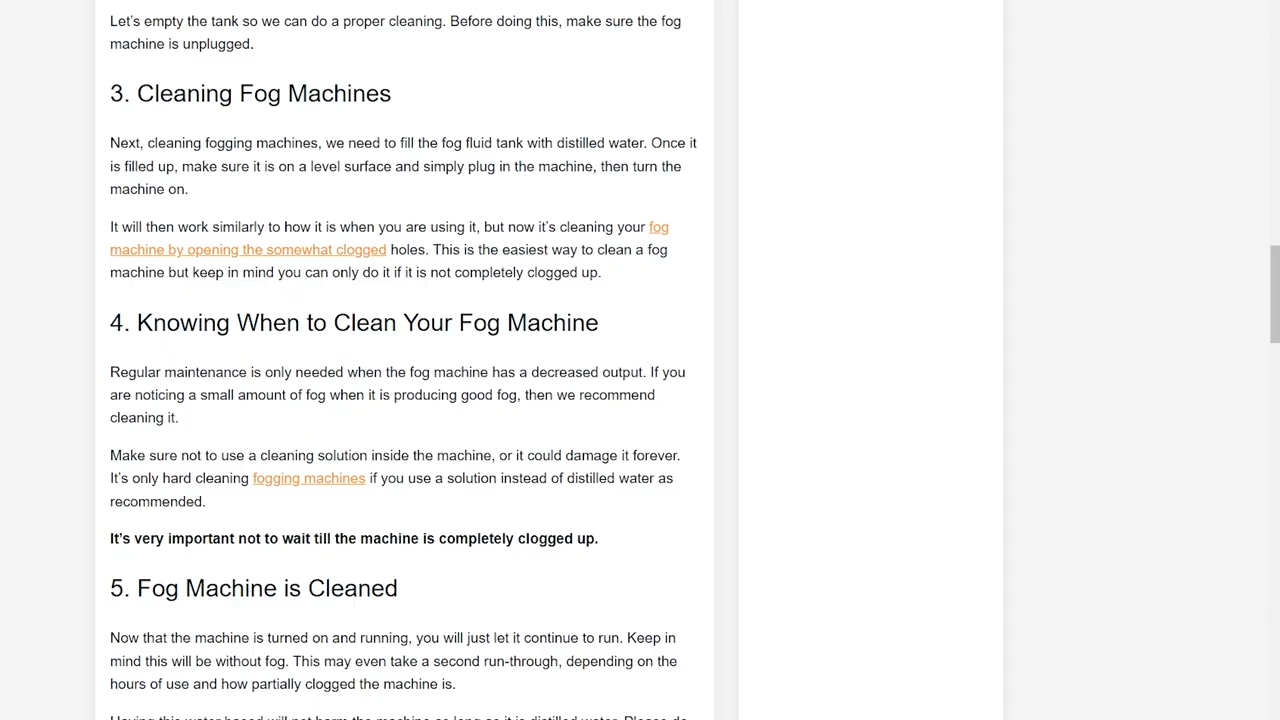 Let's empty the tank so we can do a proper cleaning. Before doing this, make sure the fog
machine is unplugged.
3. Cleaning Fog Machines
Next, cleaning fogging machines, we need to fill the fog fluid tank with distilled water. Once it
is filled up, make sure it is on a level surface and simply plug in the machine, then turn the
machine on.
It will then work similarly to how it is when you are using it, but now it's cleaning your fog
machine by opening the somewhat clogged holes. This is the easiest way to clean a fog
machine but keep in mind you can only do it if it is not completely clogged up.
4. Knowing When to Clean Your Fog Machine
Regular maintenance is only needed when the fog machine has a decreased output. If you
are noticing a small amount of fog when it is producing good fog, then we recommend
cleaning it.
Make sure not to use a cleaning solution inside the machine, or it could damage it forever.
It's only hard cleaning fogging machines if you use a solution instead of distilled water as
recommended.
It's very important not to wait till the machine is completely clogged up.
5. Fog Machine is Cleaned
Now that the machine is turned on and running, you will just let it continue to run. Keep in
mind this will be without fog. This may even take a second run-through, depending on the
hours of use and how partially clogged the machine is.